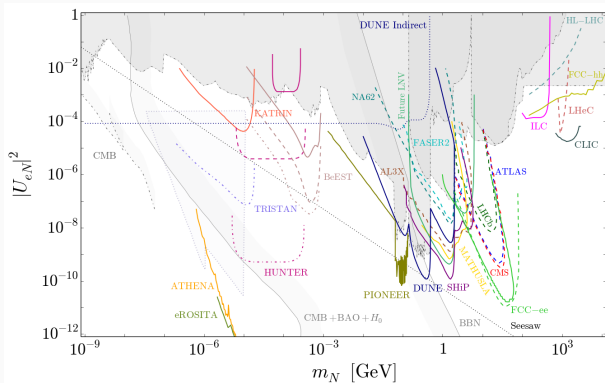 1
DUNE Indirect
HL-LHC
10^-2
NA62
Future LNV
FCC-hh
KATRIN
LHeC
10^-4
ILC
CLIC
FASER2
CMB
BeEST
AL3X
ATLAS
|U_eN|^2
10^-6
TRISTAN
LHCb
10^-8
MATHUSLA
HUNTER
CMS
10^-10
ATHENA
PIONEER
DUNE
SHiP
eROSITA
CMB+BAO+H_0
FCC-ee
BBN
Seesaw
10^-12
10^-9
10^-6
10^-3
1
10^3
m_N [GeV]